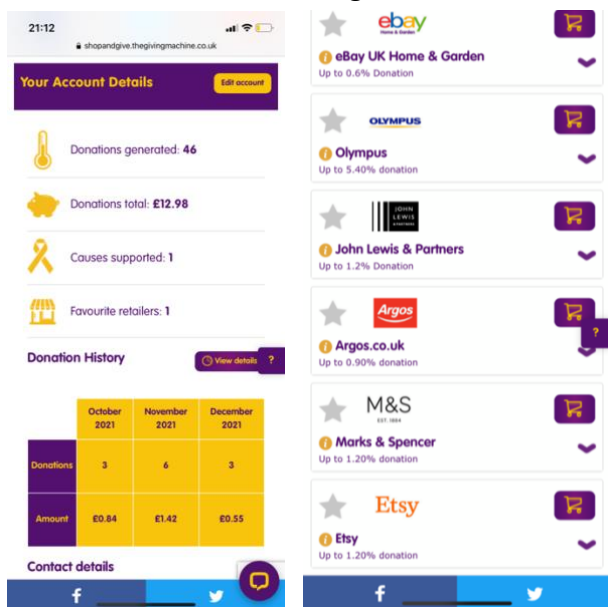 21:12
shopandgive.thegivingmachine.co.uk
Your Account Details
Edit account
Donations generated: 46
Donations total: £12.98
Causes supported: 1
Favourite retailers: 1
Donation History
View details
?
October 2021
November 2021
December 2021
Donations 3 6 3
Amount £0.84 £1.42 £0.55
Contact details
f
ebay
Home & Garden
eBay UK Home & Garden
Up to 0.6% Donation
OLYMPUS
Olympus
Up to 5.40% donation
JOHN
LEWIS
& PARTNERS
John Lewis & Partners
Up to 1.2% Donation
Argos
?
Argos.co.uk
Up to 0.90% donation
M&S
EST. 1884
Marks & Spencer
Up to 1.20% donation
Etsy
Etsy
Up to 1.20% donation
f